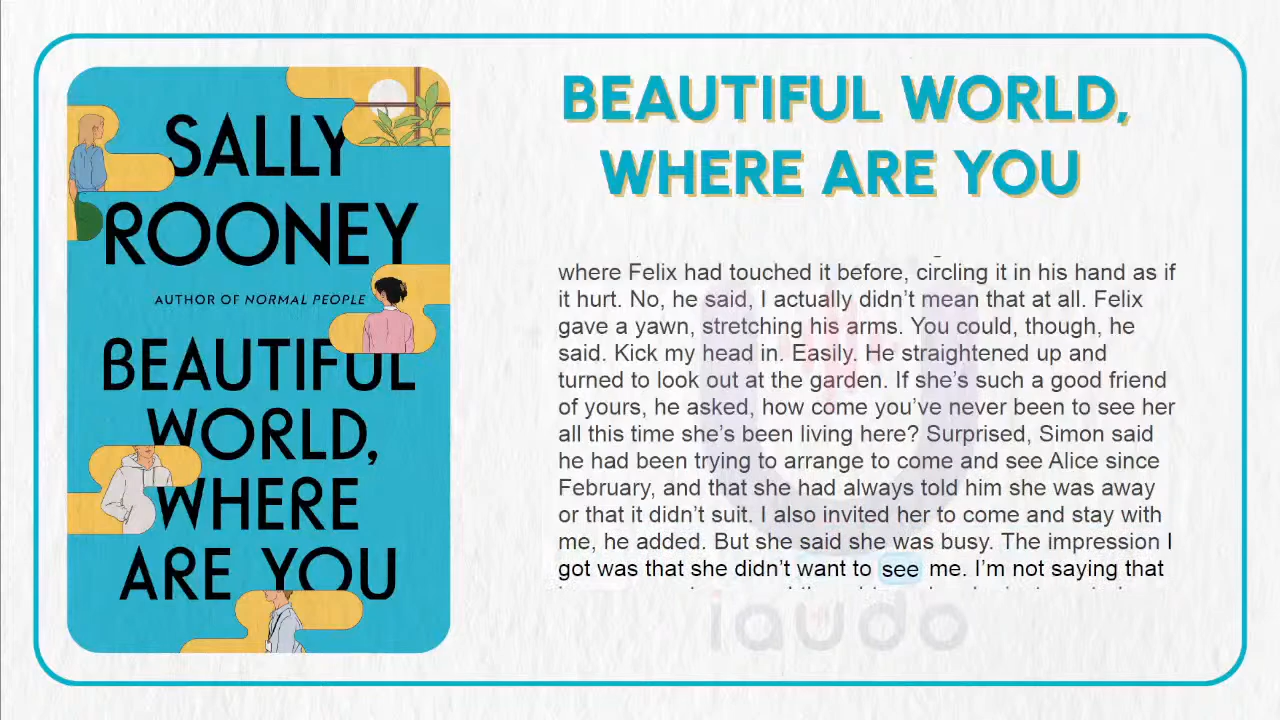 SALLY
ROONEY
AUTHOR OF NORMAL PEOPLE
BEAUTIFUL
WORLD,
WHERE
ARE YOU
BEAUTIFUL WORLD,
WHERE ARE YOU
where Felix had touched it before, circling it in his hand as if
it hurt. No, he said, I actually didn’t mean that at all. Felix
gave a yawn, stretching his arms. You could, though, he
said. Kick my head in. Easily. He straightened up and
turned to look out at the garden. If she’s such a good friend
of yours, he asked, how come you’ve never been to see her
all this time she’s been living here? Surprised, Simon said
he had been trying to arrange to come and see Alice since
February, and that she had always told him she was away
or that it didn’t suit. I also invited her to come and stay with
me, he added. But she said she was busy. The impression I
got was that she didn’t want to see me. I’m not saying that
iaudo